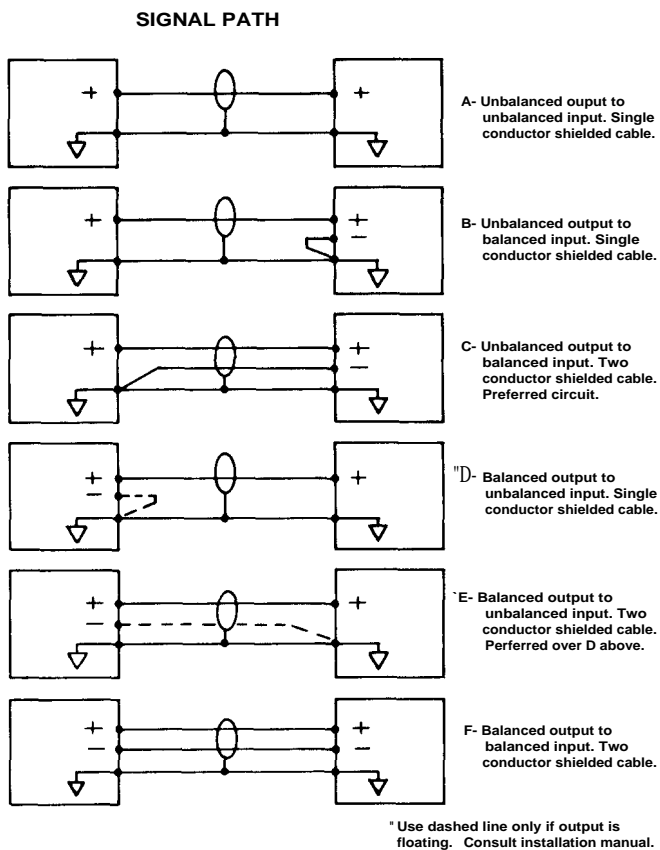 SIGNAL PATH
+ +
A- Unbalanced ouput to
unbalanced input. Single
conductor shielded cable.
+ +
−
B- Unbalanced output to
balanced input. Single
conductor shielded cable.
+ +
−
C- Unbalanced output to
balanced input. Two
conductor shielded cable.
Preferred circuit.
+ +
−
"D- Balanced output to
unbalanced input. Single
conductor shielded cable.
+ +
−
`E- Balanced output to
unbalanced input. Two
conductor shielded cable.
Perferred over D above.
+ +
− −
F- Balanced output to
balanced input. Two
conductor shielded cable.
" Use dashed line only if output is
floating. Consult installation manual.